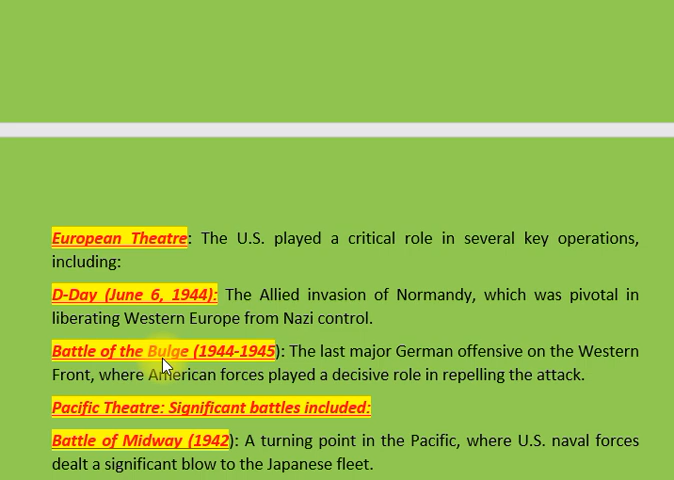 European Theatre: The U.S. played a critical role in several key operations,
including:
D-Day (June 6, 1944): The Allied invasion of Normandy, which was pivotal in
liberating Western Europe from Nazi control.
Battle of the Bulge (1944-1945): The last major German offensive on the Western
Front, where American forces played a decisive role in repelling the attack.
Pacific Theatre: Significant battles included:
Battle of Midway (1942): A turning point in the Pacific, where U.S. naval forces
dealt a significant blow to the Japanese fleet.